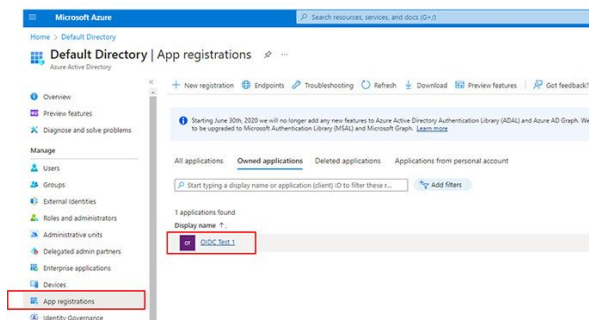 Microsoft Azure
Search resources, services, and docs (G+/)
Home > Default Directory
Default Directory | App registrations
Azure Active Directory
New registration Endpoints Troubleshooting Refresh Download Preview features Got feedback?
Overview
Preview features
Diagnose and solve problems
Starting June 30th, 2020 we will no longer add any new features to Azure Active Directory Authentication Library (ADAL) and Azure AD Graph. We
to be upgraded to Microsoft Authentication Library (MSAL) and Microsoft Graph. Learn more
Manage
Users
Groups
External Identities
Roles and administrators
Administrative units
Delegated admin partners
Enterprise applications
Devices
App registrations
Identity Governance
All applications Owned applications Deleted applications Applications from personal account
Start typing a display name or application (client) ID to filter these r...
Add filters
1 applications found
Display name ↑↓
OIDC Test 1